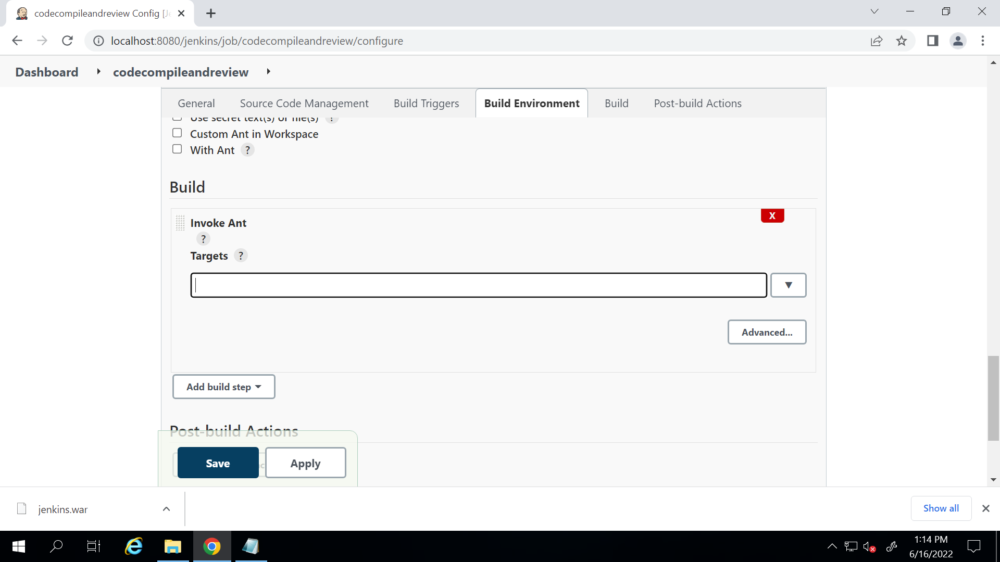 codecompileandreview Config [Je
localhost:8080/jenkins/job/codecompileandreview/configure
Dashboard
codecompileandreview
General
Source Code Management
Build Triggers
Build Environment
Build
Post-build Actions
Use secret text(s) or file(s) ?
Custom Ant in Workspace
With Ant ?
Build
X
Invoke Ant
?
Targets ?
Advanced...
Add build step
Post-build Actions
Save
Apply
jenkins.war
Show all
1:14 PM
6/16/2022